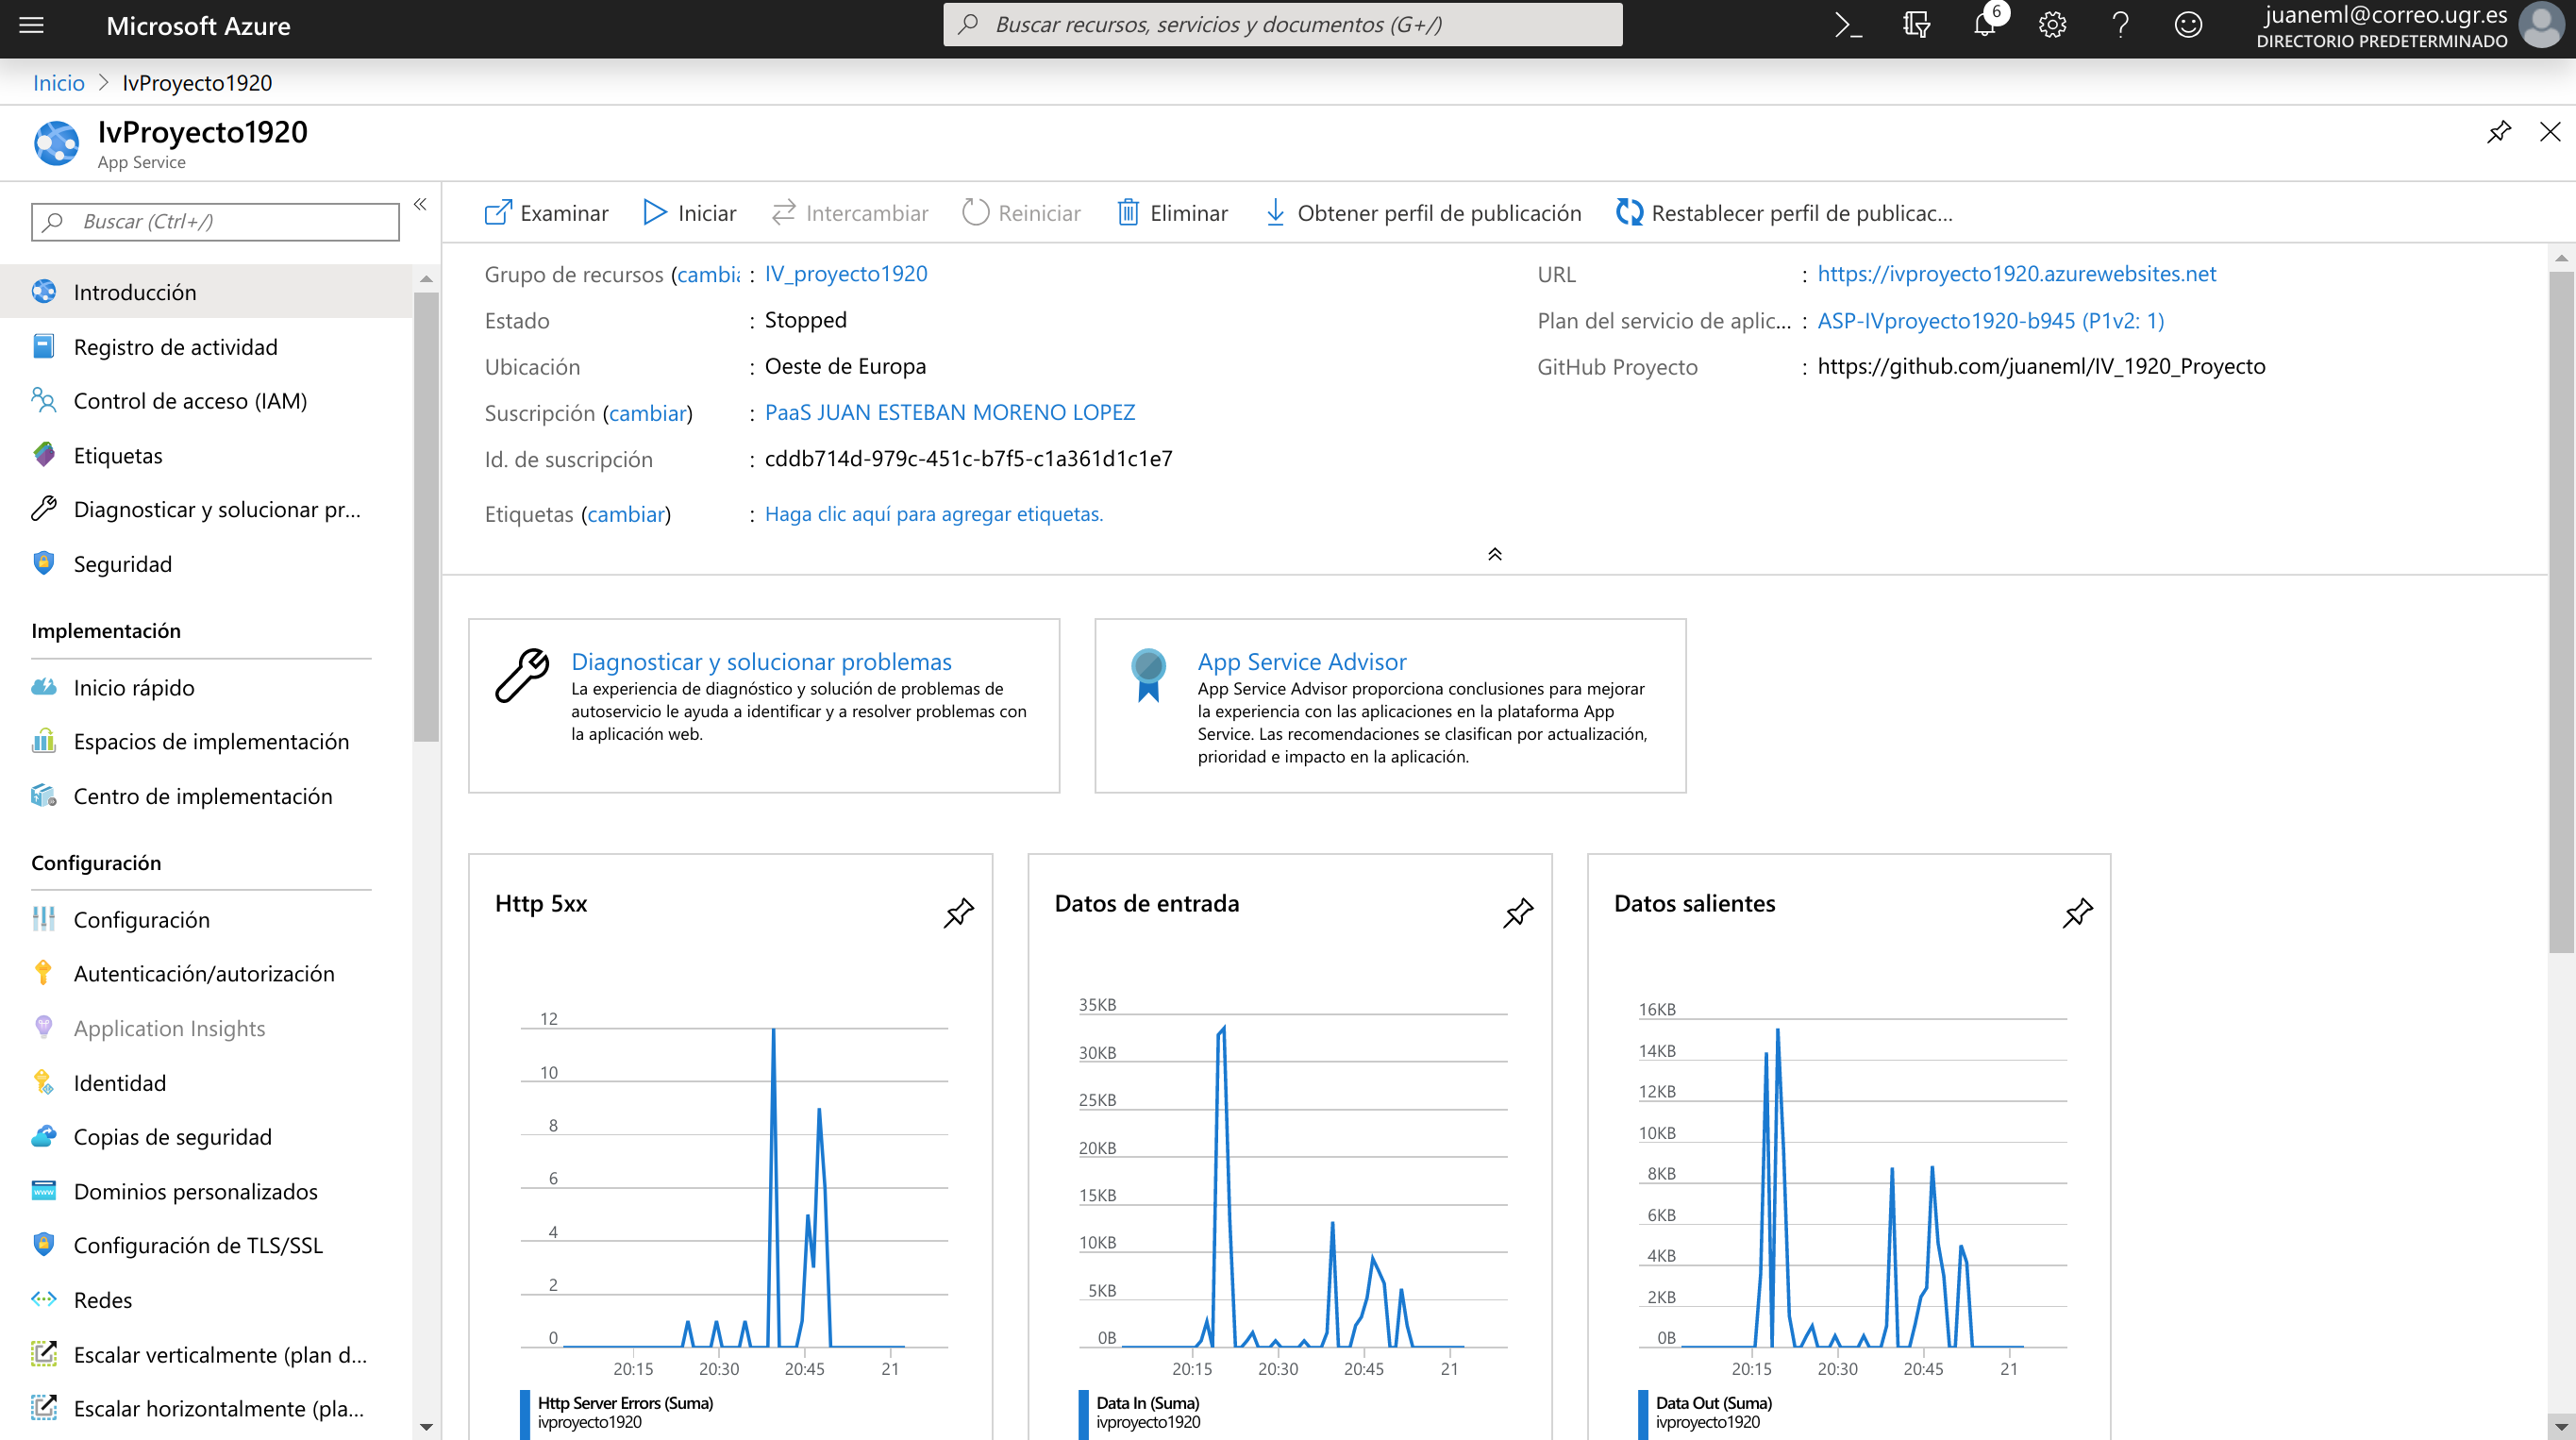 Microsoft Azure
Buscar recursos, servicios y documentos (G+/)
6
juaneml@correo.ugr.es
DIRECTORIO PREDETERMINADO
Inicio > IvProyecto1920
IvProyecto1920
App Service
Buscar (Ctrl+/)
«
Introducción
Registro de actividad
Control de acceso (IAM)
Etiquetas
Diagnosticar y solucionar pr...
Seguridad
Implementación
Inicio rápido
Espacios de implementación
Centro de implementación
Configuración
Configuración
Autenticación/autorización
Application Insights
Identidad
Copias de seguridad
Dominios personalizados
Configuración de TLS/SSL
Redes
Escalar verticalmente (plan d...
Escalar horizontalmente (pla...
Examinar Iniciar Intercambiar Reiniciar Eliminar Obtener perfil de publicación Restablecer perfil de publicac...
Grupo de recursos (cambia : IV_proyecto1920
Estado : Stopped
Ubicación : Oeste de Europa
Suscripción (cambiar) : PaaS JUAN ESTEBAN MORENO LOPEZ
Id. de suscripción : cddb714d-979c-451c-b7f5-c1a361d1c1e7
Etiquetas (cambiar) : Haga clic aquí para agregar etiquetas.
URL : https://ivproyecto1920.azurewebsites.net
Plan del servicio de aplic... : ASP-IVproyecto1920-b945 (P1v2: 1)
GitHub Proyecto : https://github.com/juaneml/IV_1920_Proyecto
Diagnosticar y solucionar problemas
La experiencia de diagnóstico y solución de problemas de
autoservicio le ayuda a identificar y a resolver problemas con
la aplicación web.
App Service Advisor
App Service Advisor proporciona conclusiones para mejorar
la experiencia con las aplicaciones en la plataforma App
Service. Las recomendaciones se clasifican por actualización,
prioridad e impacto en la aplicación.
Http 5xx
12
10
8
6
4
2
0
20:15 20:30 20:45 21
Http Server Errors (Suma)
ivproyecto1920
Datos de entrada
35KB
30KB
25KB
20KB
15KB
10KB
5KB
0B
20:15 20:30 20:45 21
Data In (Suma)
ivproyecto1920
Datos salientes
16KB
14KB
12KB
10KB
8KB
6KB
4KB
2KB
0B
20:15 20:30 20:45 21
Data Out (Suma)
ivproyecto1920